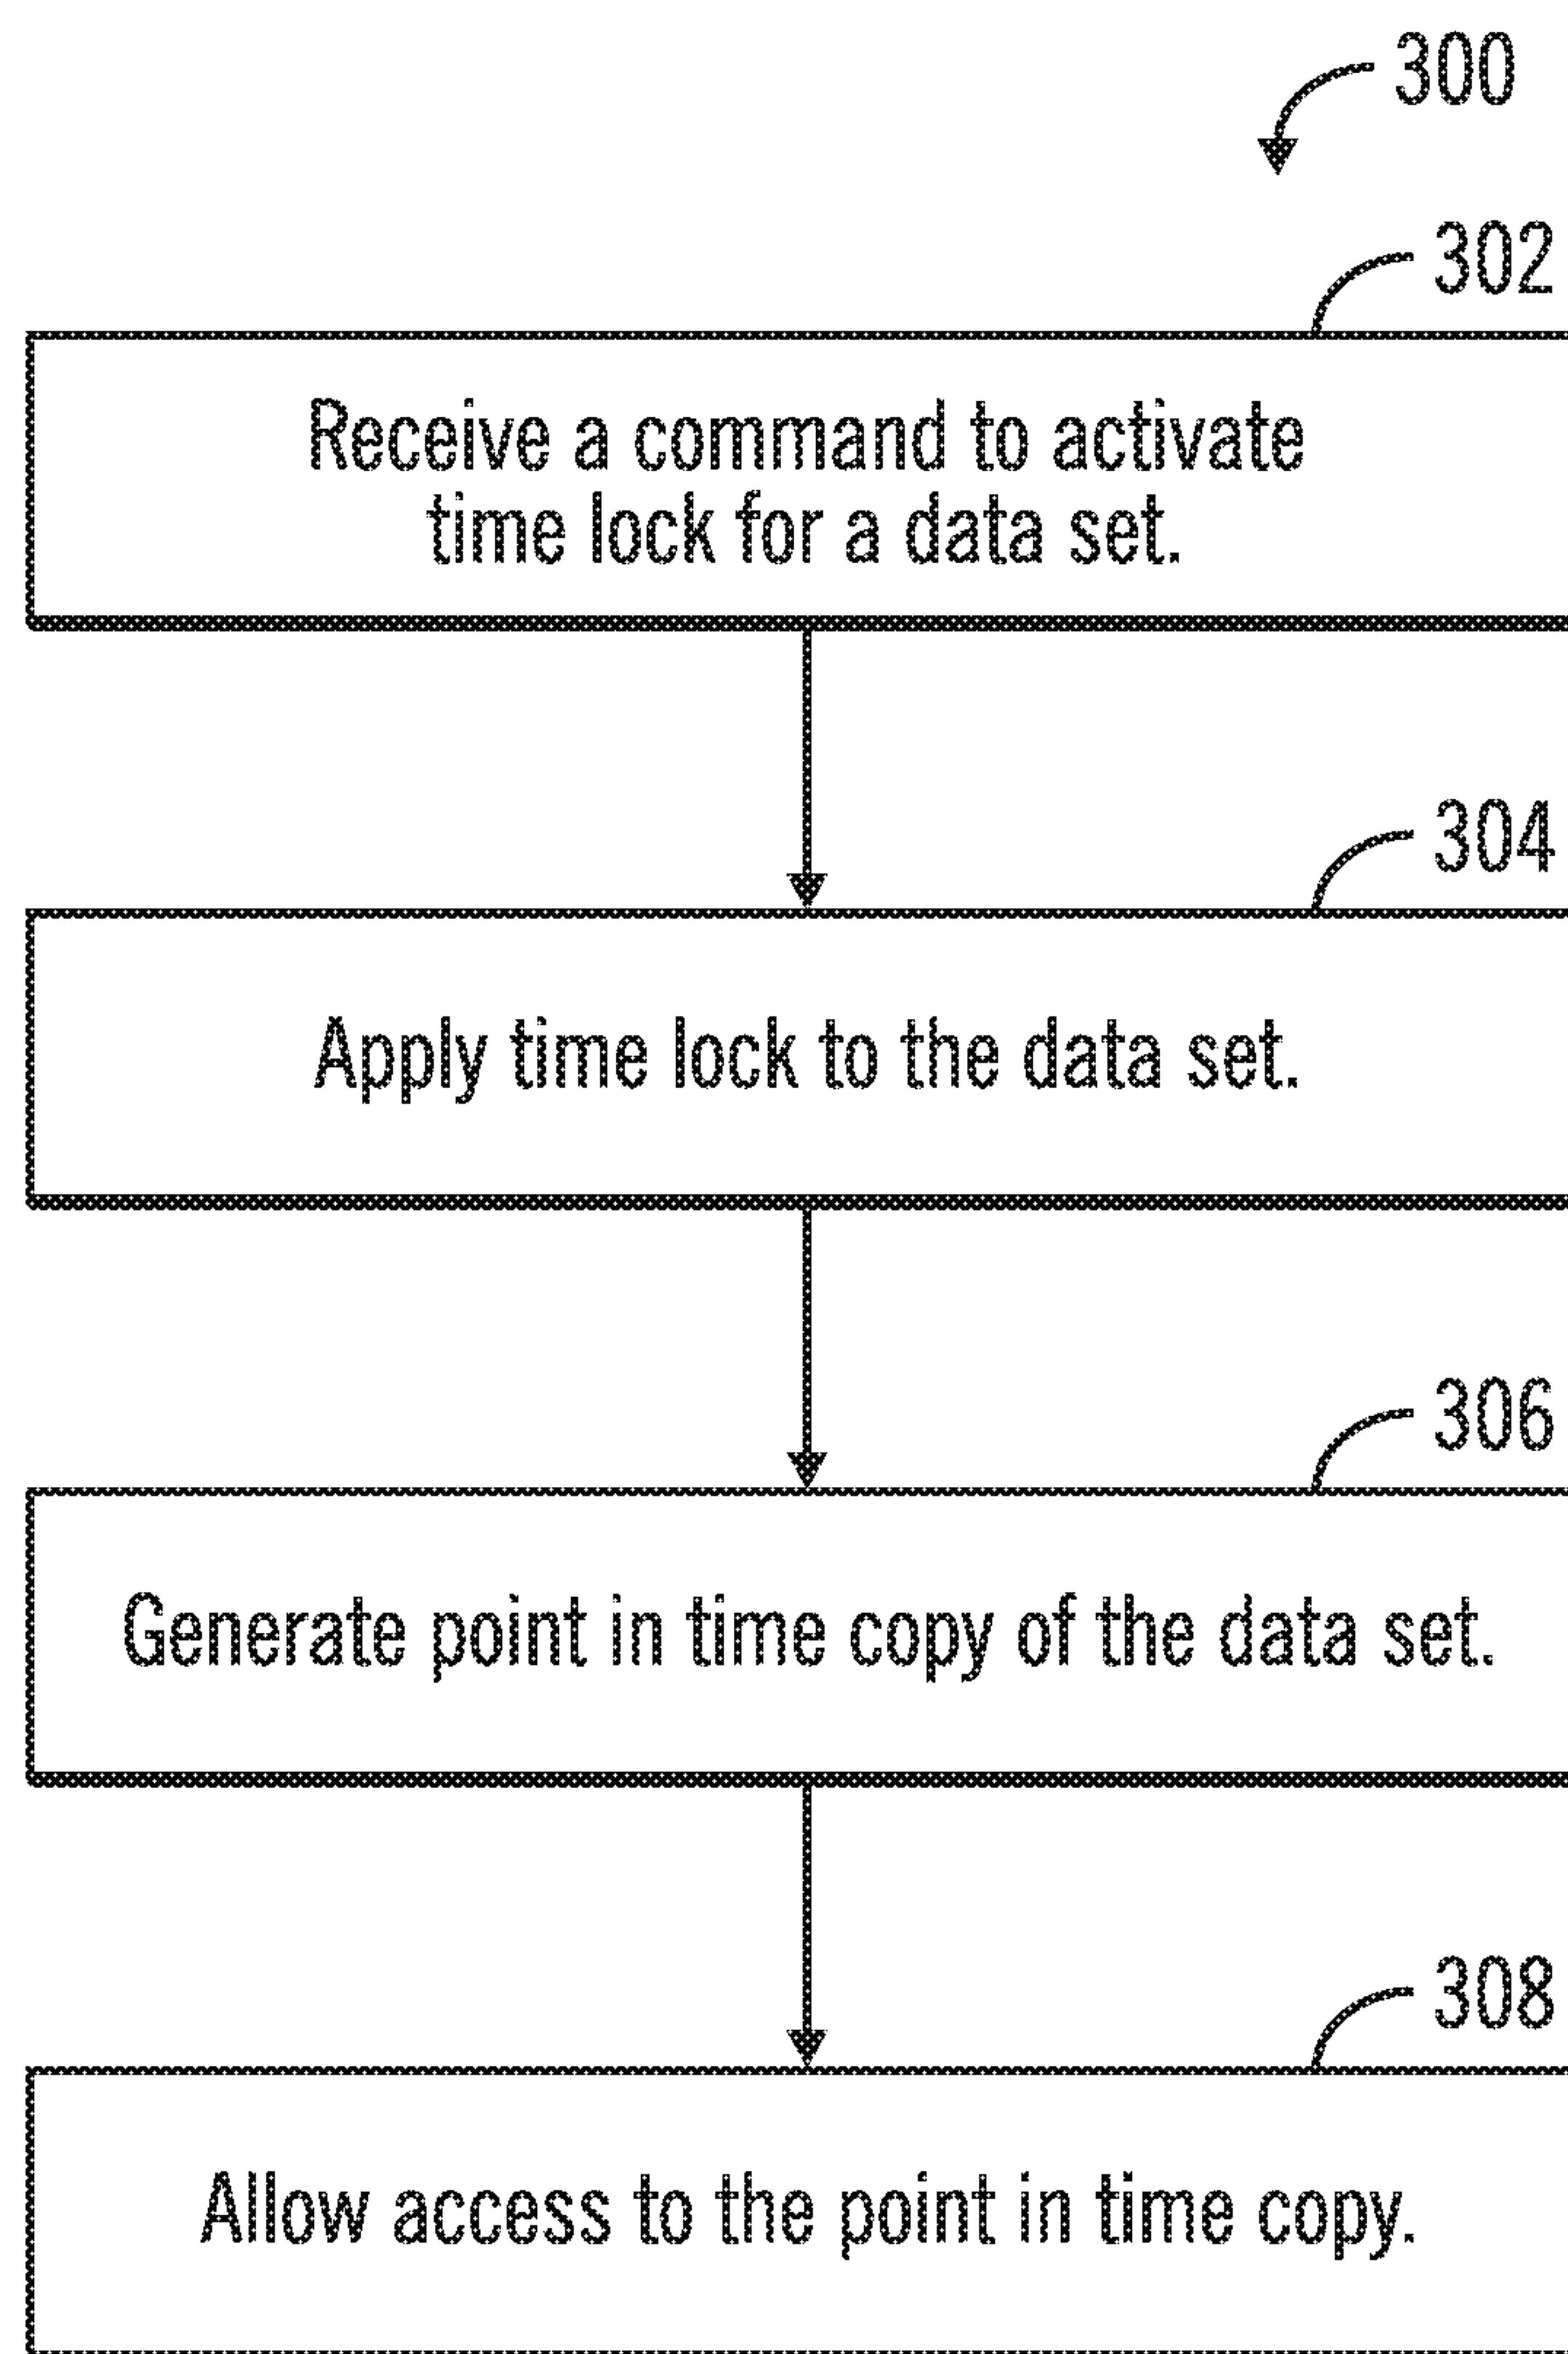 300
302
Receive a command to activate
time lock for a data set.
304
Apply time lock to the data set.
306
Generate point in time copy of the data set.
308
Allow access to the point in time copy.